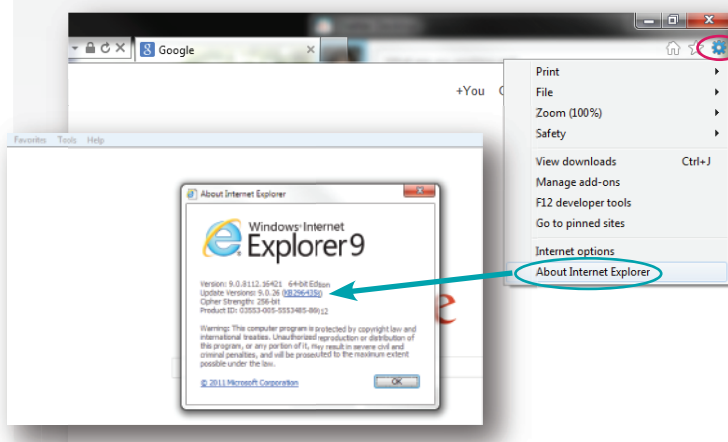 Google
+You
Print
File
Zoom (100%)
Safety
View downloads Ctrl+J
Manage add-ons
F12 developer tools
Go to pinned sites
Internet options
About Internet Explorer
Favorites Tools Help
About Internet Explorer
Windows Internet
Explorer 9
Version: 9.0.8112.16421 64-bit Edition
Update Versions: 9.0.26
Cipher Strength: 256-bit
Product ID:
Warning: This computer program is protected by copyright law and
international treaties. Unauthorized reproduction or distribution of
this program, or any portion of it, may result in severe civil and
criminal penalties, and will be prosecuted to the maximum extent
possible under the law.
© 2011 Microsoft Corporation
OK